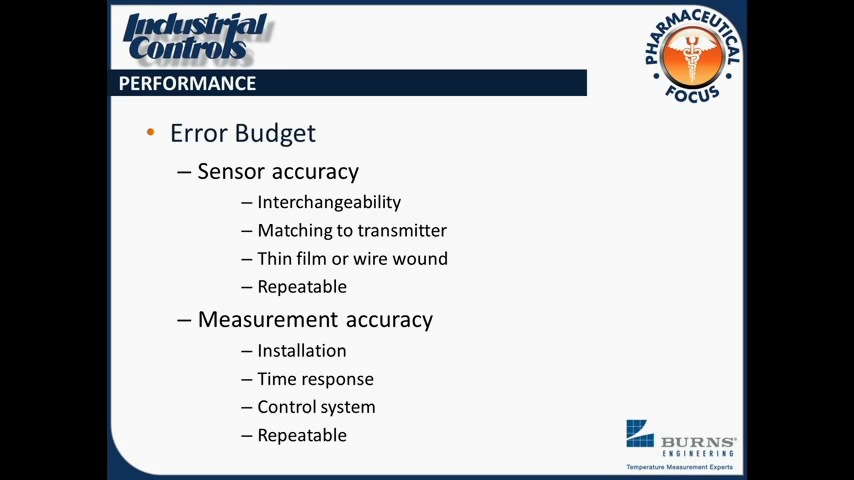 Industrial
Controls
PHARMACEUTICAL
FOCUS
PERFORMANCE
• Error Budget
– Sensor accuracy
– Interchangeability
– Matching to transmitter
– Thin film or wire wound
– Repeatable
– Measurement accuracy
– Installation
– Time response
– Control system
– Repeatable
BURNS®
ENGINEERING
Temperature Measurement Experts